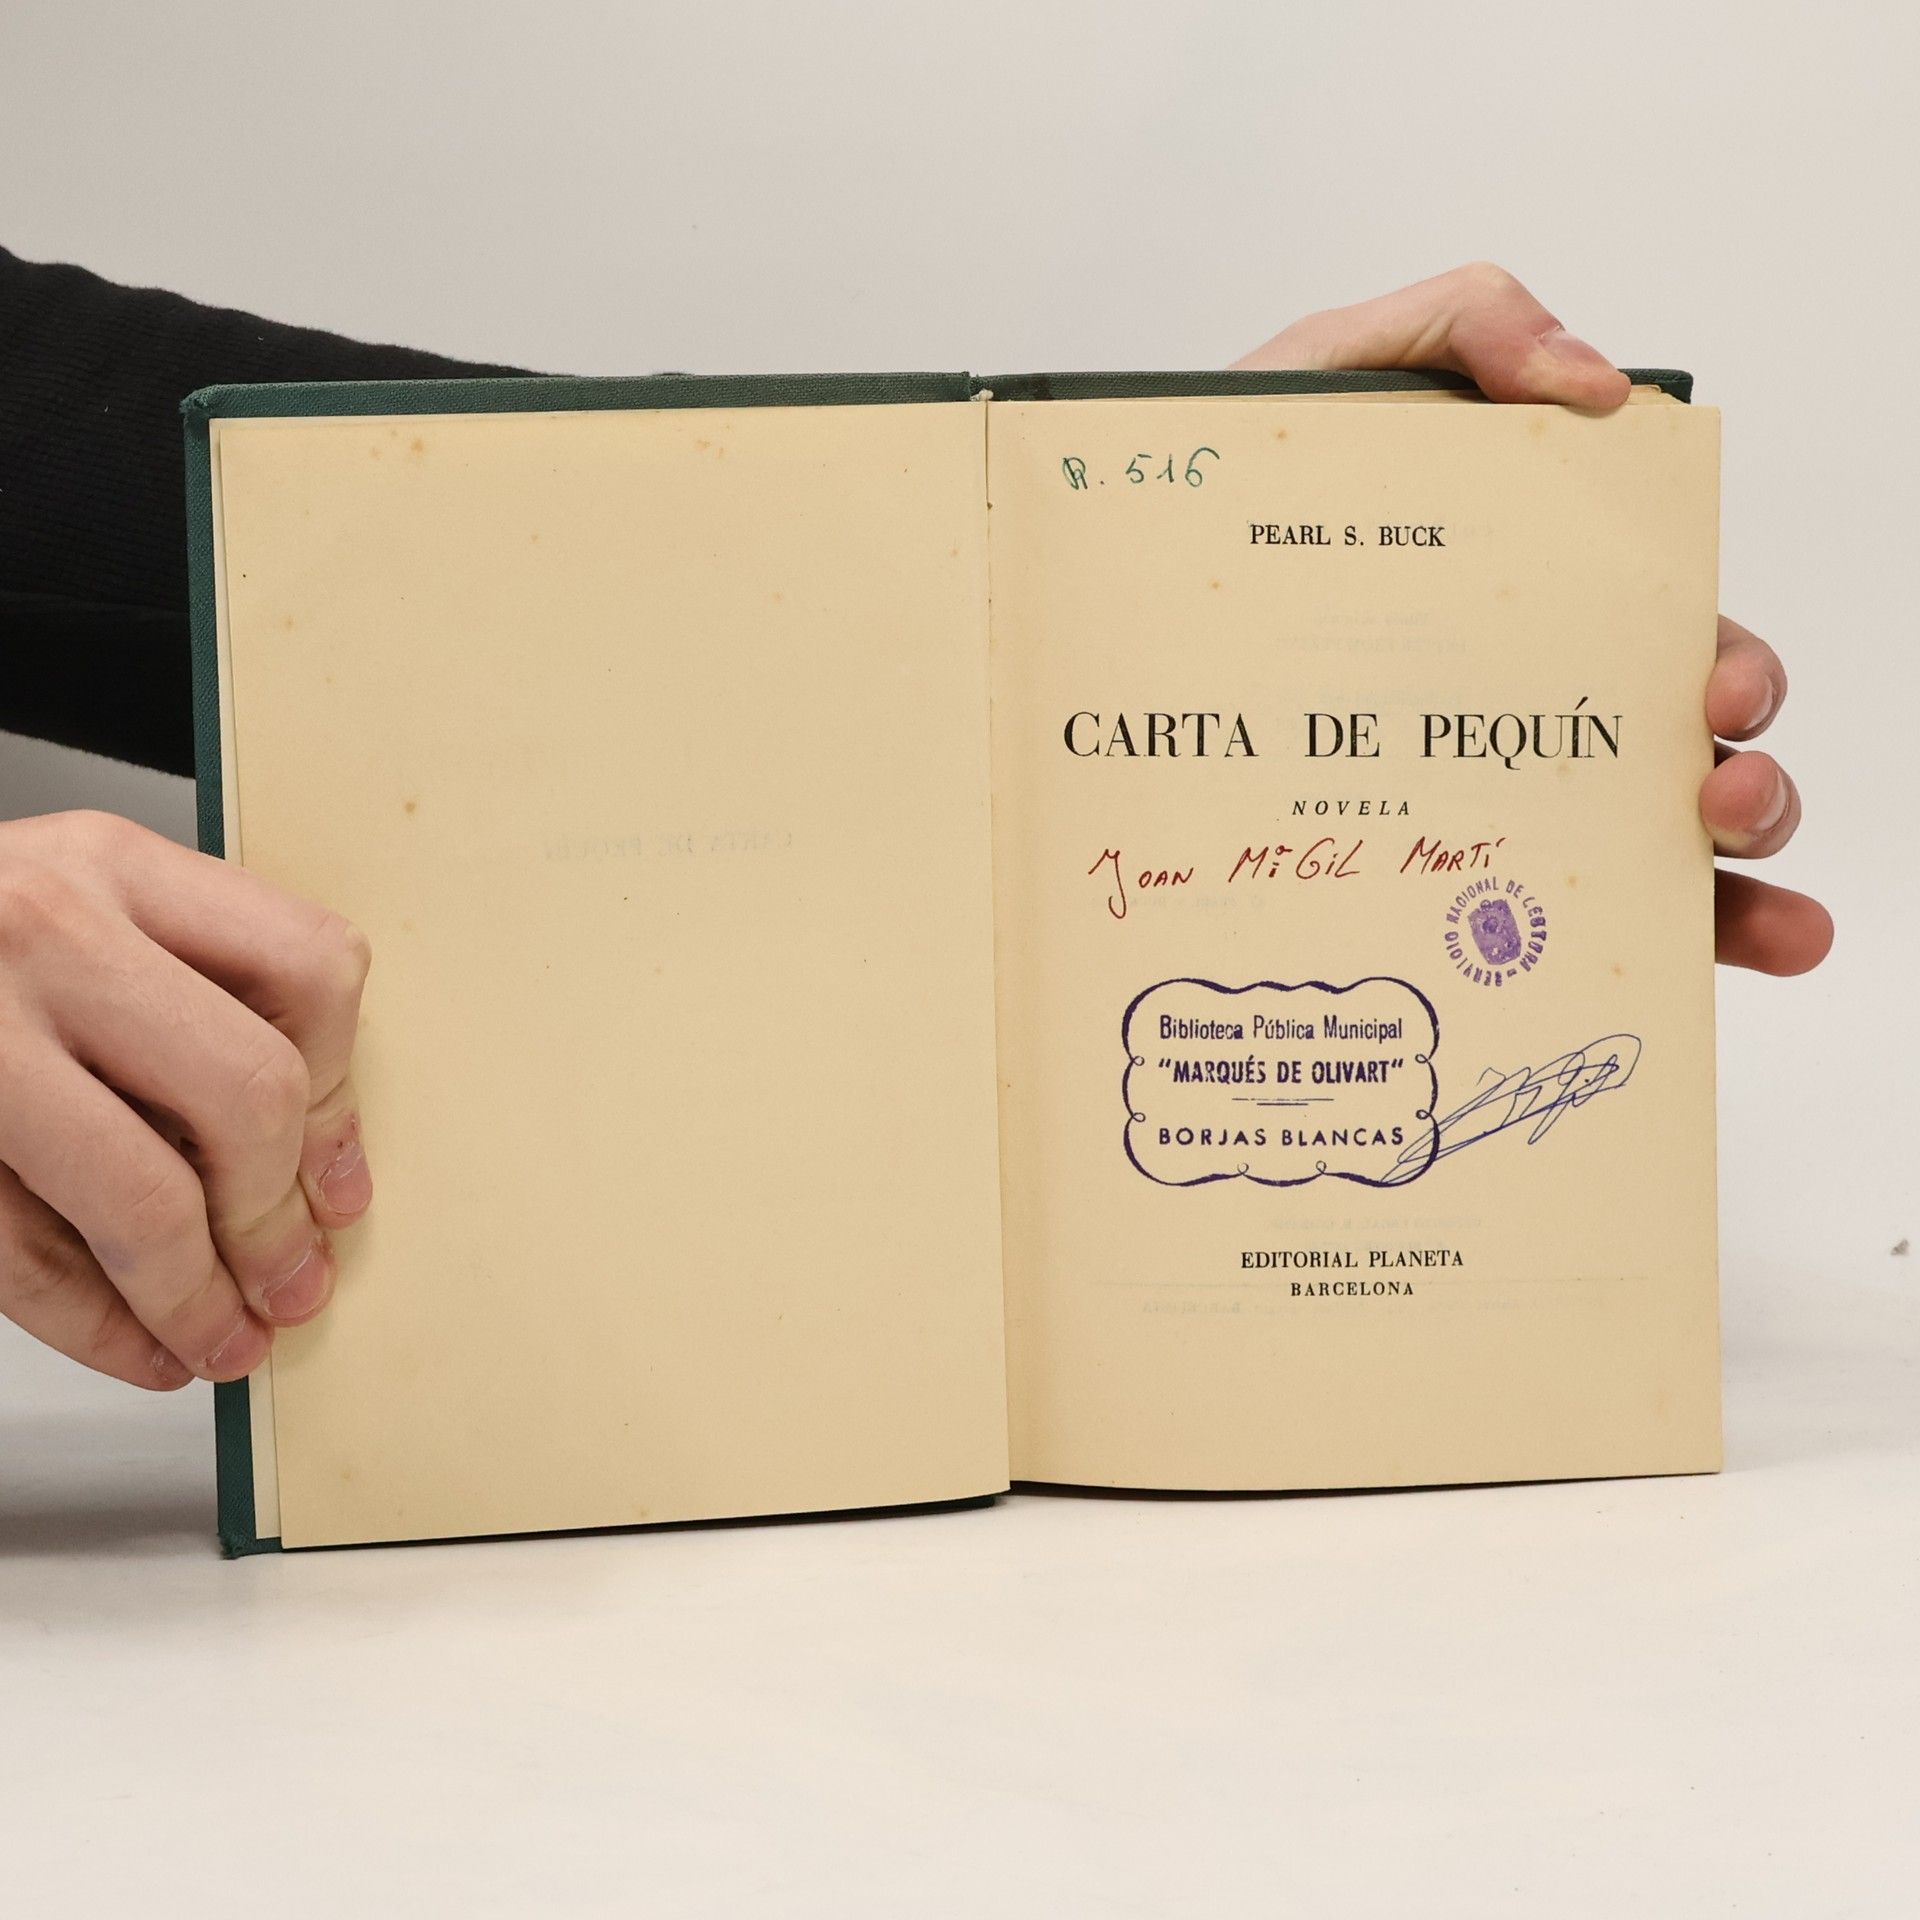 R. 516
PEARL S. BUCK
CARTA DE PEQUÍN
NOVELA
JOAN Mª GIL MARTÍ
SERVICIO NACIONAL DE LECTURA
Biblioteca Pública Municipal
"MARQUÉS DE OLIVART"
BORJAS BLANCAS
EDITORIAL PLANETA
BARCELONA